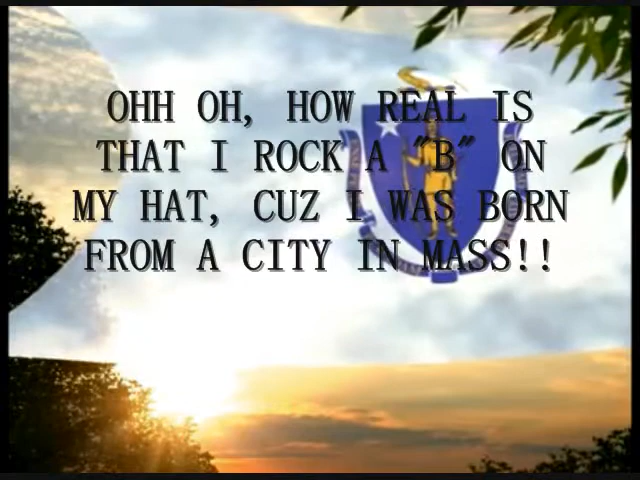 OHH OH, HOW REAL IS
THAT I ROCK A "B" ON
MY HAT, CUZ I WAS BORN
FROM A CITY IN MASS!!